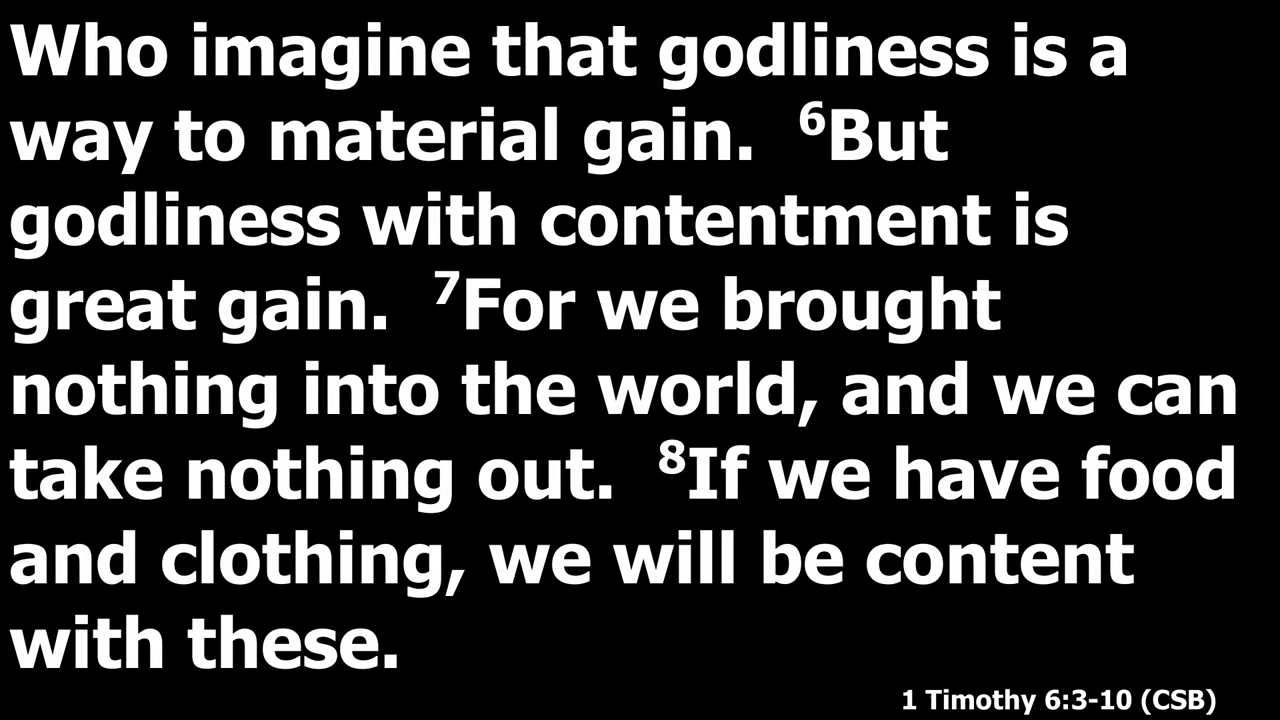 Who imagine that godliness is a
way to material gain. ⁶But
godliness with contentment is
great gain. ⁷For we brought
nothing into the world, and we can
take nothing out. ⁸If we have food
and clothing, we will be content
with these.
1 Timothy 6:3-10 (CSB)